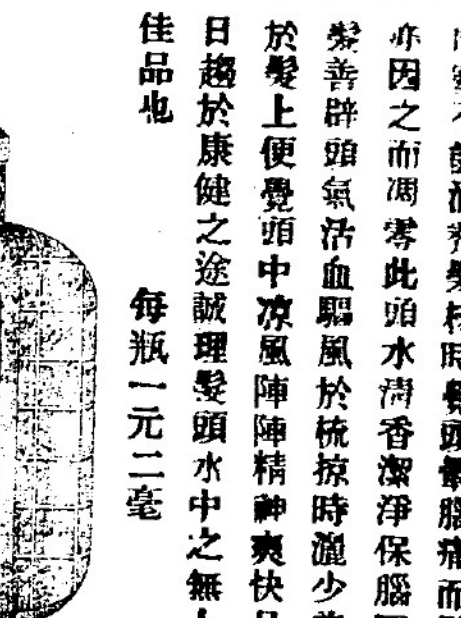 養髮 時覺頭 腦痛而
亦因之而凋零此頭水清香潔淨保腦
髮善辟頭氣活血驅風於梳掠時灑少
於髮上便覺頭中凉風陣陣精神爽快
日趨於康健之途誠理髮頭水中之無
佳品也
每瓶一元二毫